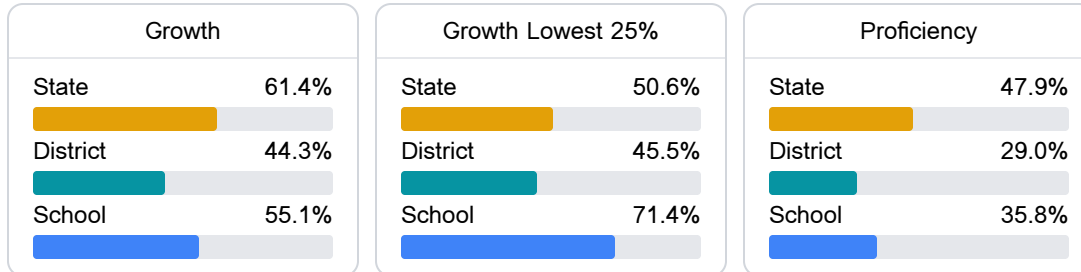 Growth
State 61.4%
District 44.3%
School 55.1%
Growth Lowest 25%
State 50.6%
District 45.5%
School 71.4%
Proficiency
State 47.9%
District 29.0%
School 35.8%